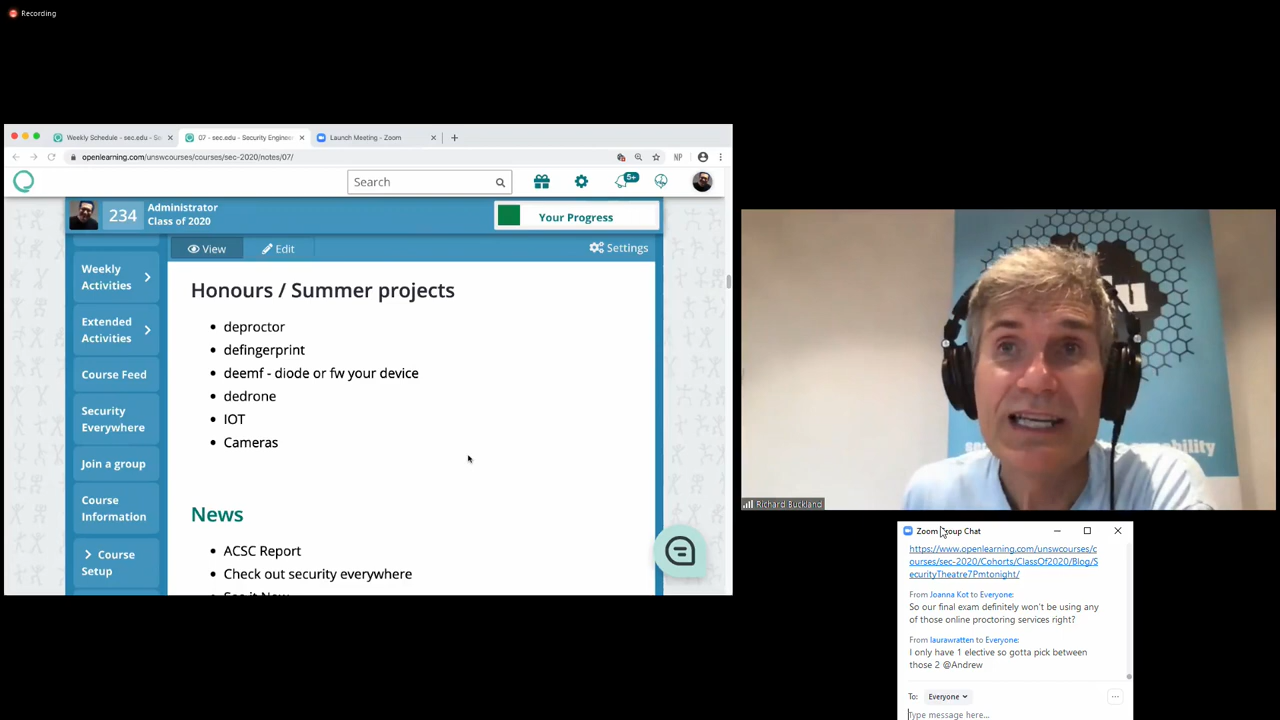 Recording
Weekly Schedule - sec.edu - Se
07 - sec.edu - Security Enginee
Launch Meeting - Zoom
openlearning.com/unswcourses/courses/sec-2020/notes/07/
NP
Search
5+
234
Administrator
Class of 2020
Your Progress
View
Edit
Settings
Weekly
Activities
Extended
Activities
Course Feed
Security
Everywhere
Join a group
Course
Information
Course
Setup
Honours / Summer projects
deproctor
defingerprint
deemf - diode or fw your device
dedrone
IOT
Cameras
News
ACSC Report
Check out security everywhere
Richard Buckland
Zoom Group Chat
https://www.openlearning.com/unswcourses/c
ourses/sec-2020/Cohorts/ClassOf2020/Blog/S
ecurityTheatre7Pmtonight/
From Joanna Kot to Everyone:
So our final exam definitely won't be using any
of those online proctoring services right?
From laurawratten to Everyone:
I only have 1 elective so gotta pick between
those 2 @Andrew
To: Everyone
Type message here...